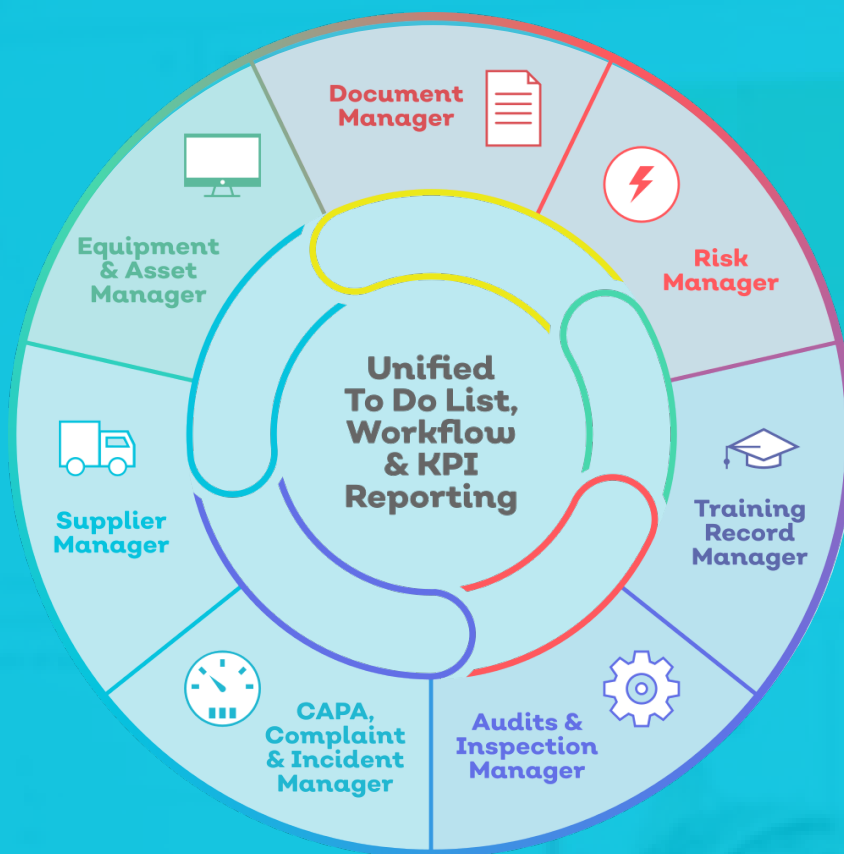 Document
Manager
Risk
Manager
Training
Record
Manager
Audits &
Inspection
Manager
CAPA,
Complaint
& Incident
Manager
Supplier
Manager
Equipment
& Asset
Manager
Unified
To Do List,
Workflow
& KPI
Reporting